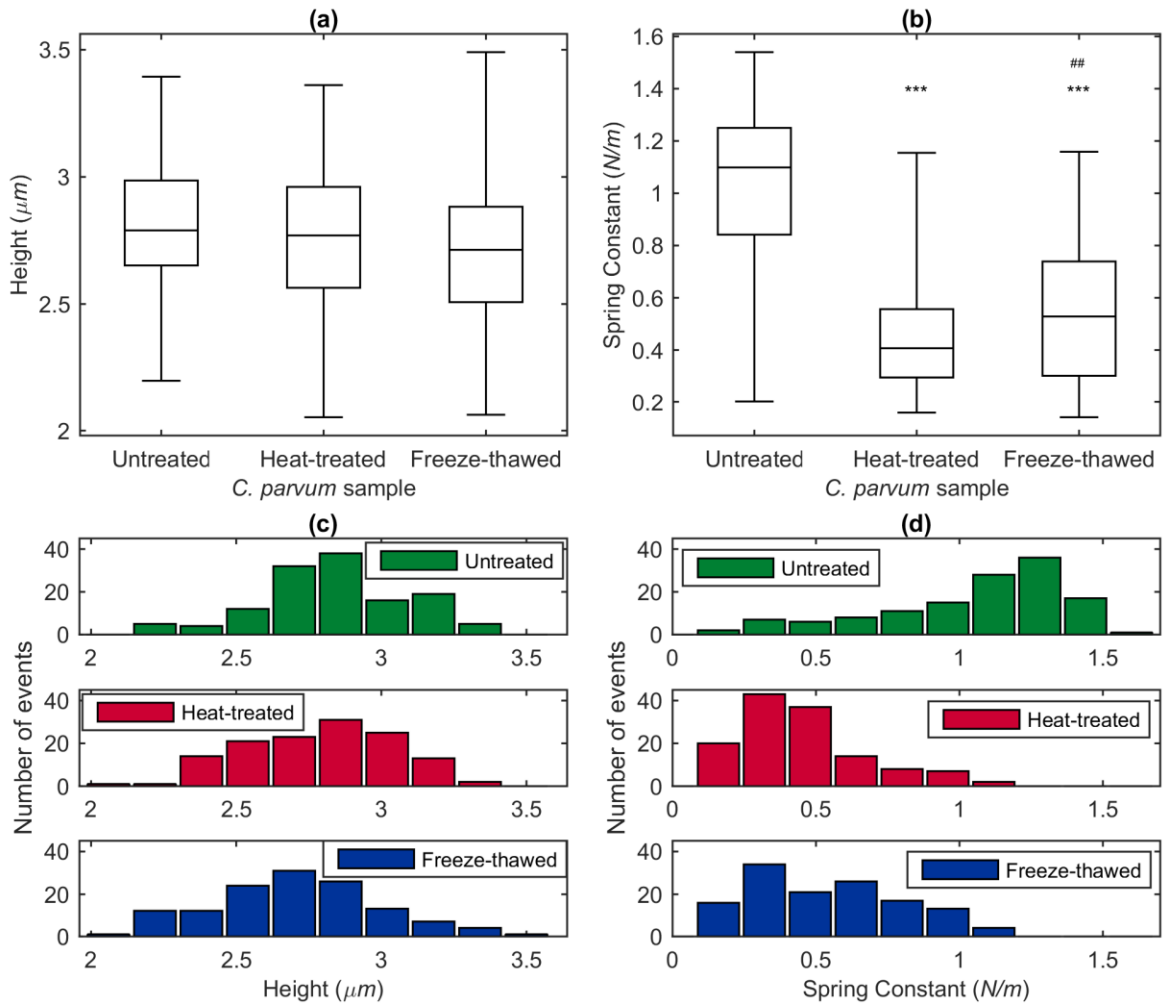 (a)
3.5
3
2.5
2
Height (μm)
Untreated Heat-treated Freeze-thawed
C. parvum sample
(b)
1.6
1.4
1.2
1
0.8
0.6
0.4
0.2
Spring Constant (N/m)
***
##
***
Untreated Heat-treated Freeze-thawed
C. parvum sample
(c)
Number of events
40
20
0
Untreated
2 2.5 3 3.5
40
20
0
Heat-treated
2 2.5 3 3.5
40
20
0
Freeze-thawed
2 2.5 3 3.5
Height (μm)
(d)
Number of events
40
20
0
Untreated
0 0.5 1 1.5
40
20
0
Heat-treated
0 0.5 1 1.5
40
20
0
Freeze-thawed
0 0.5 1 1.5
Spring Constant (N/m)